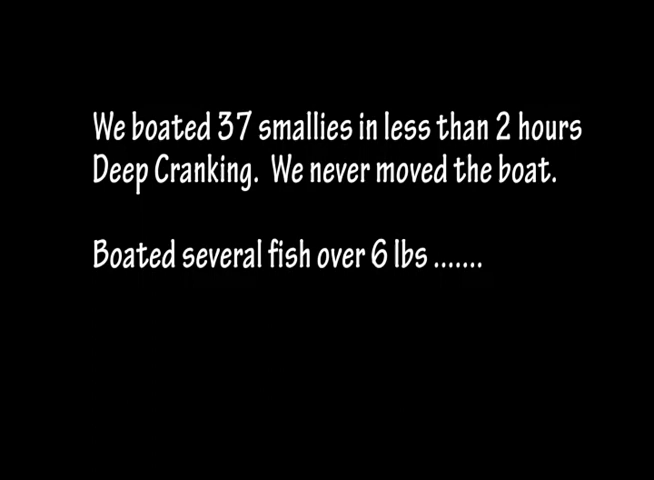 We boated 37 smallies in less than 2 hours
Deep Cranking.  We never moved the boat.
Boated several fish over 6 lbs .......